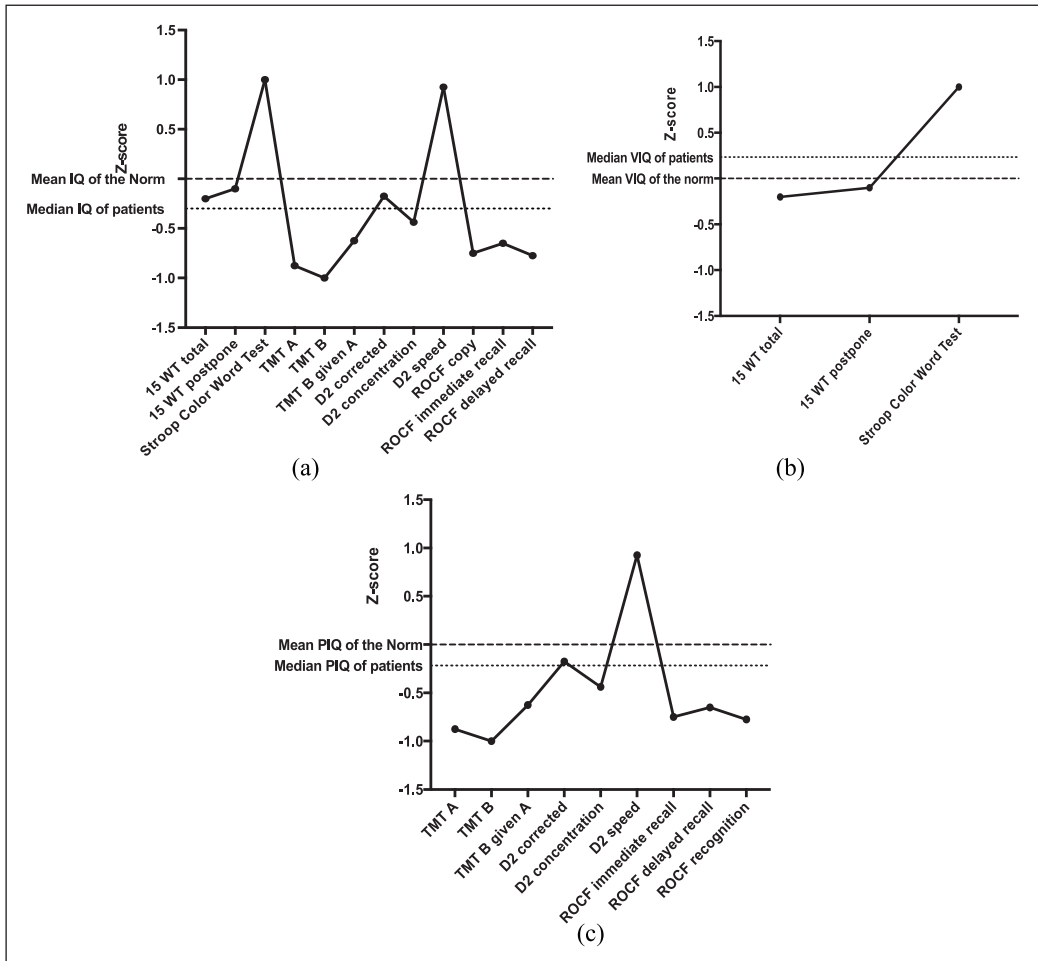 1.5
1.0
0.5
-0.5
-1.0
-1.5
Z-score
Mean IQ of the Norm
Median IQ of patients
15 WT total
15 WT postpone
Stroop Color Word Test
TMT A
TMT B
TMT B given A
D2 corrected
D2 concentration
D2 speed
ROCF copy
ROCF immediate recall
ROCF delayed recall
(a)
1.5
1.0
0.5
-0.5
-1.0
-1.5
Z-score
Median VIQ of patients
Mean VIQ of the norm
15 WT total
15 WT postpone
Stroop Color Word Test
(b)
1.5
1.0
0.5
-0.5
-1.0
-1.5
Z-score
Mean PIQ of the Norm
Median PIQ of patients
TMT A
TMT B
TMT B given A
D2 corrected
D2 concentration
D2 speed
ROCF immediate recall
ROCF delayed recall
ROCF recognition
(c)